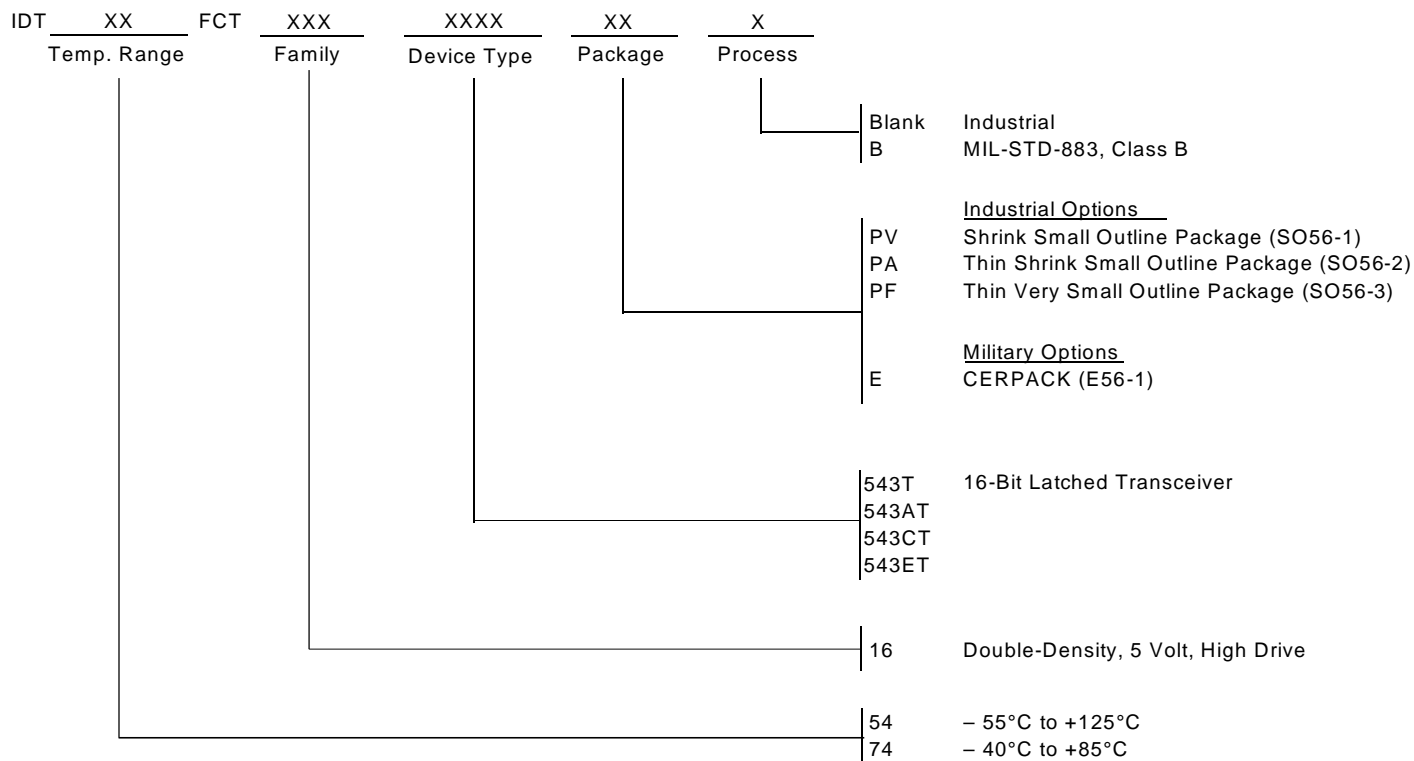 IDT XX FCT XXX XXXX XX X
Temp. Range Family Device Type Package Process
Blank Industrial
B MIL-STD-883, Class B
Industrial Options
PV Shrink Small Outline Package (SO56-1)
PA Thin Shrink Small Outline Package (SO56-2)
PF Thin Very Small Outline Package (SO56-3)
Military Options
E CERPACK (E56-1)
543T 16-Bit Latched Transceiver
543AT
543CT
543ET
16 Double-Density, 5 Volt, High Drive
54 – 55°C to +125°C
74 – 40°C to +85°C